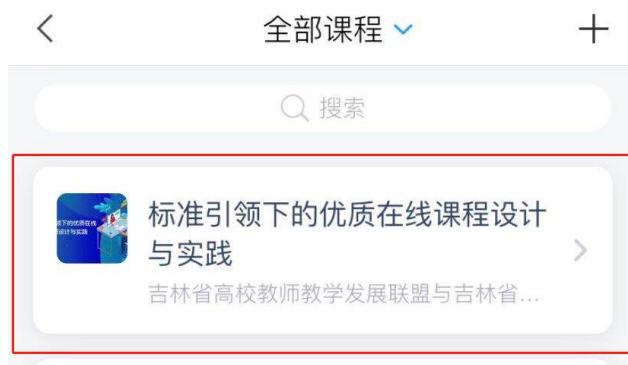 全部课程
搜索
标准引领下的优质在线课程设计
与实践
吉林省高校教师教学发展联盟与吉林省...